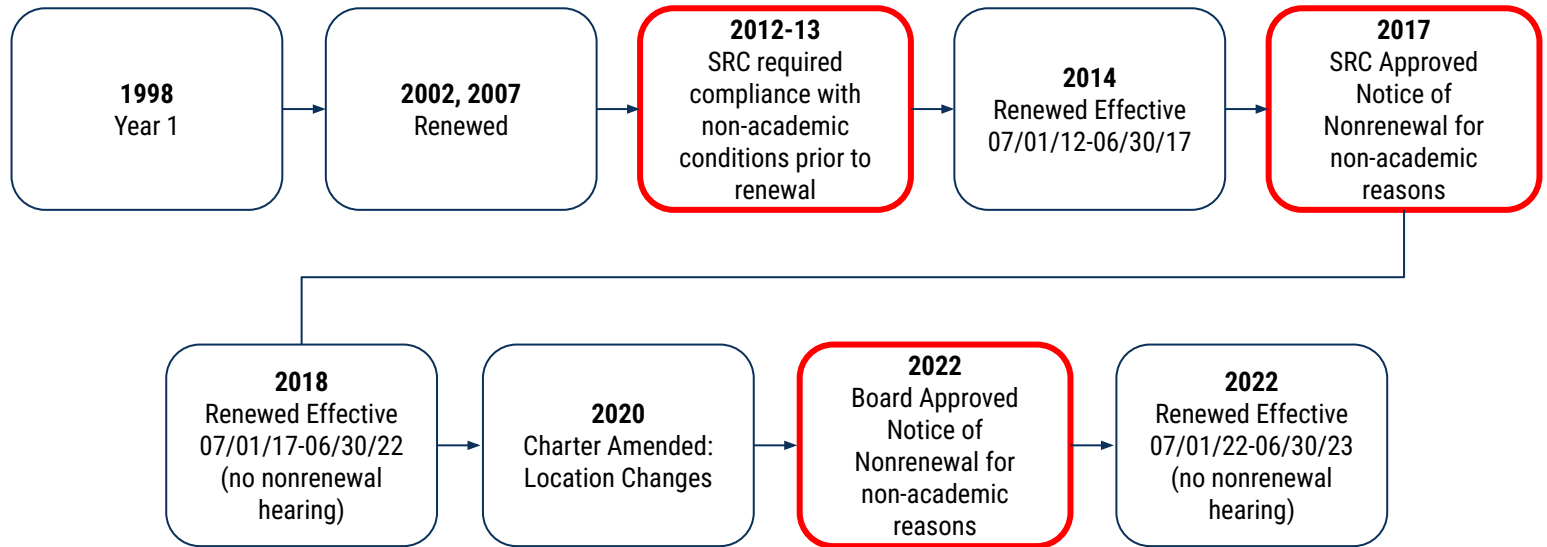 1998
Year 1
2002, 2007
Renewed
2012-13
SRC required
compliance with
non-academic
conditions prior to
renewal
2014
Renewed Effective
07/01/12-06/30/17
2017
SRC Approved
Notice of
Nonrenewal for
non-academic
reasons
2018
Renewed Effective
07/01/17-06/30/22
(no nonrenewal
hearing)
2020
Charter Amended:
Location Changes
2022
Board Approved
Notice of
Nonrenewal for
non-academic
reasons
2022
Renewed Effective
07/01/22-06/30/23
(no nonrenewal
hearing)